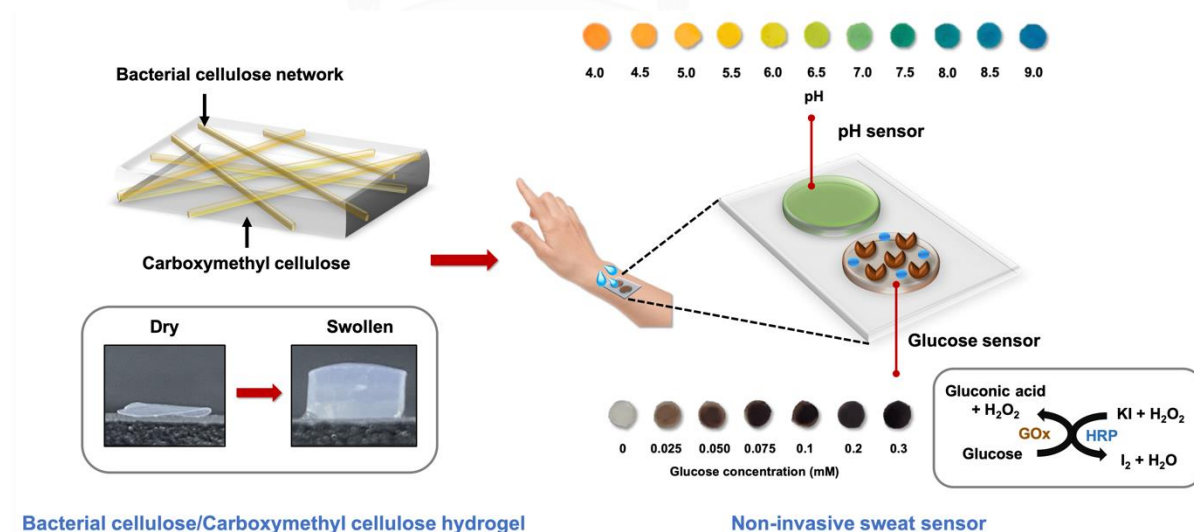 Bacterial cellulose network
Carboxymethyl cellulose
Dry
Swollen
4.0 4.5 5.0 5.5 6.0 6.5 7.0 7.5 8.0 8.5 9.0
pH
pH sensor
Glucose sensor
0 0.025 0.050 0.075 0.1 0.2 0.3
Glucose concentration (mM)
Gluconic acid
+ H₂O₂
KI + H₂O₂
GOx
HRP
Glucose
I₂ + H₂O
Bacterial cellulose/Carboxymethyl cellulose hydrogel
Non-invasive sweat sensor